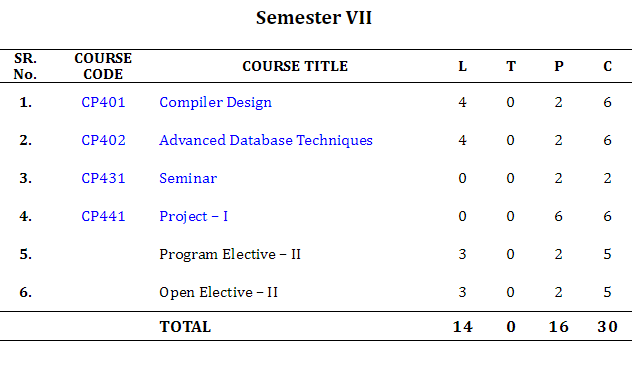 Semester VII
SR. No. COURSE CODE COURSE TITLE L T P C
1. CP401 Compiler Design 4 0 2 6
2. CP402 Advanced Database Techniques 4 0 2 6
3. CP431 Seminar 0 0 2 2
4. CP441 Project – I 0 0 6 6
5. Program Elective – II 3 0 2 5
6. Open Elective – II 3 0 2 5
TOTAL 14 0 16 30